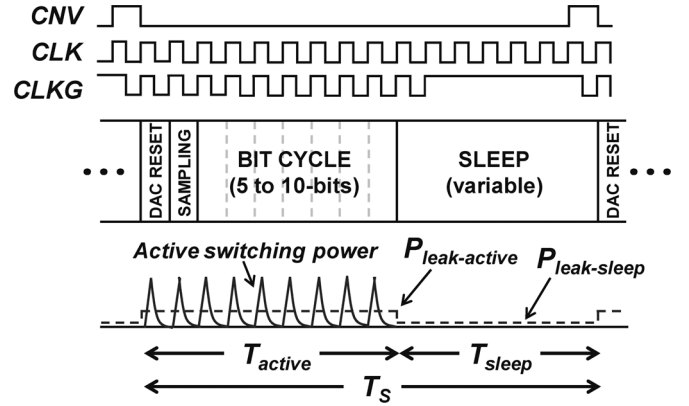 CNV
CLK
CLKG
DAC RESET
SAMPLING
BIT CYCLE
(5 to 10-bits)
SLEEP
(variable)
DAC RESET
Active switching power
Pleak-active
Pleak-sleep
Tactive
Tsleep
TS